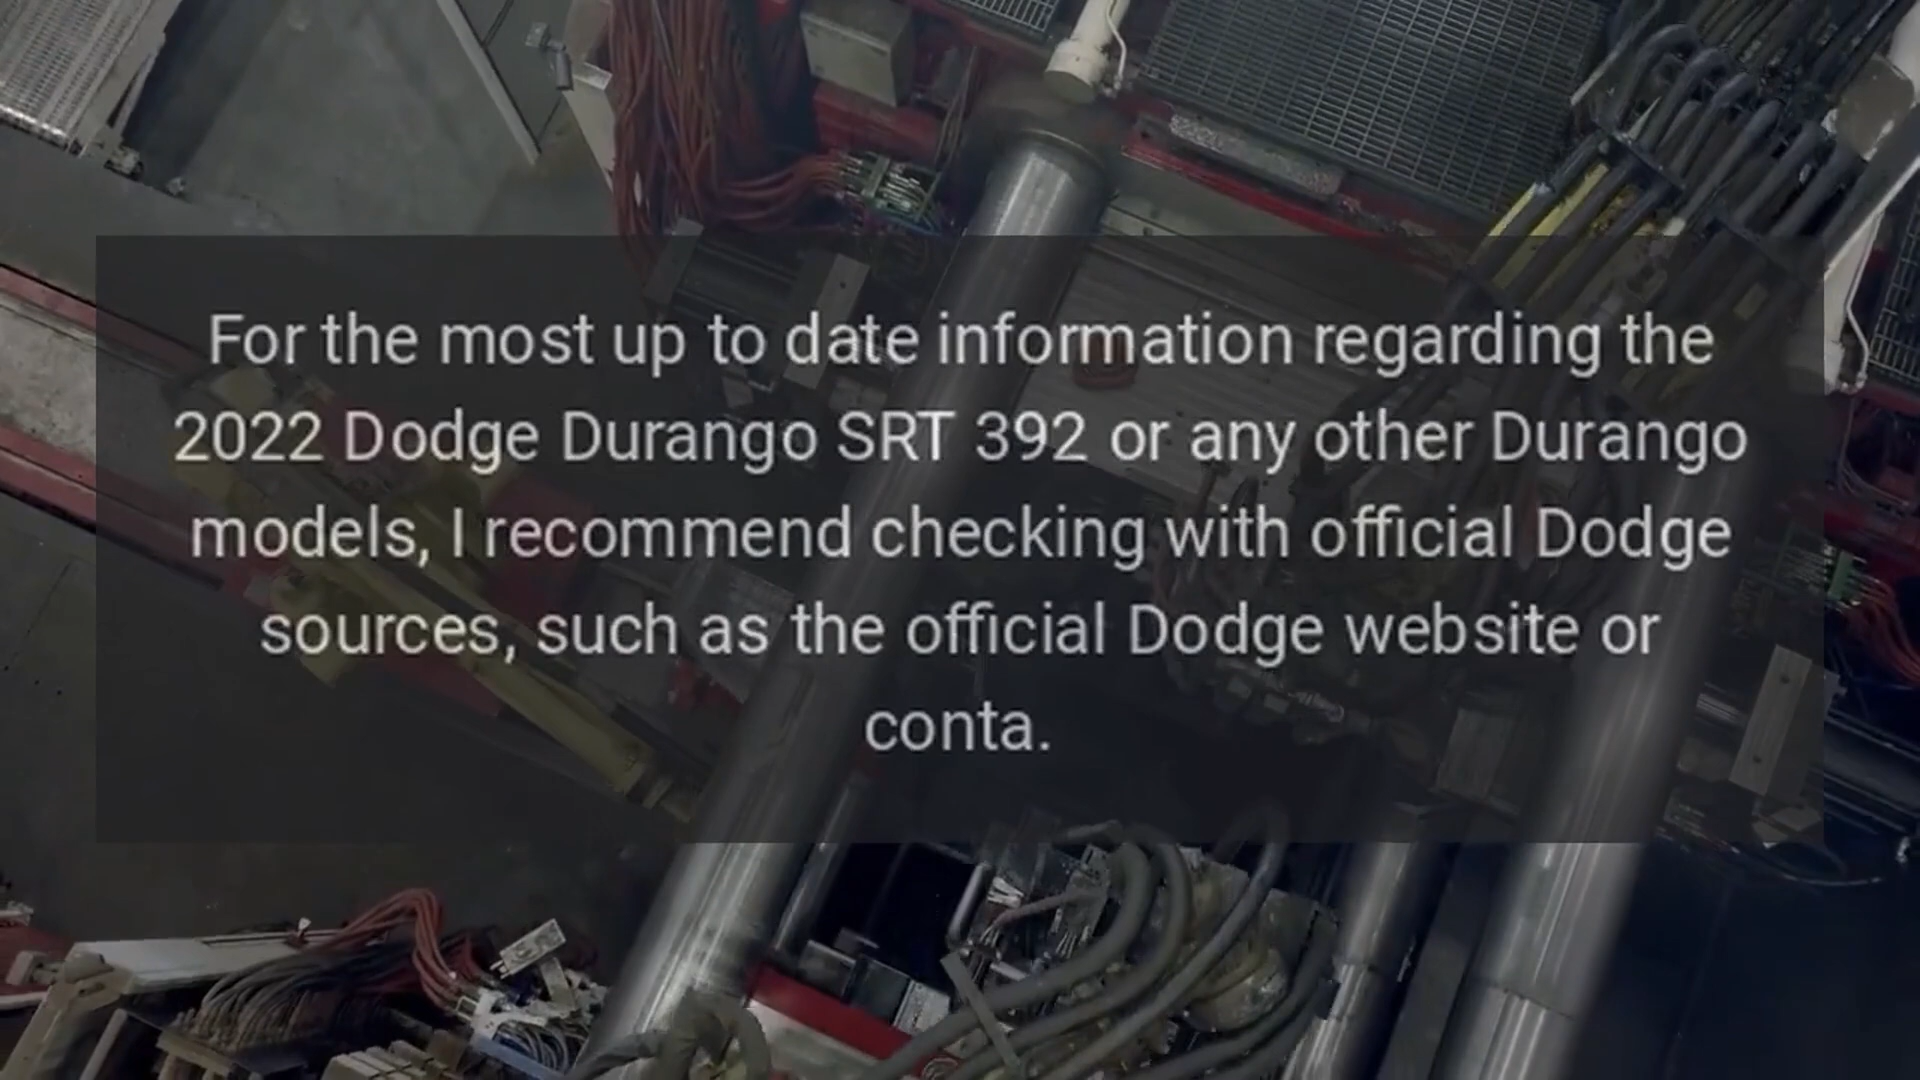 For the most up to date information regarding the
2022 Dodge Durango SRT 392 or any other Durango
models, I recommend checking with official Dodge
sources, such as the official Dodge website or
conta.